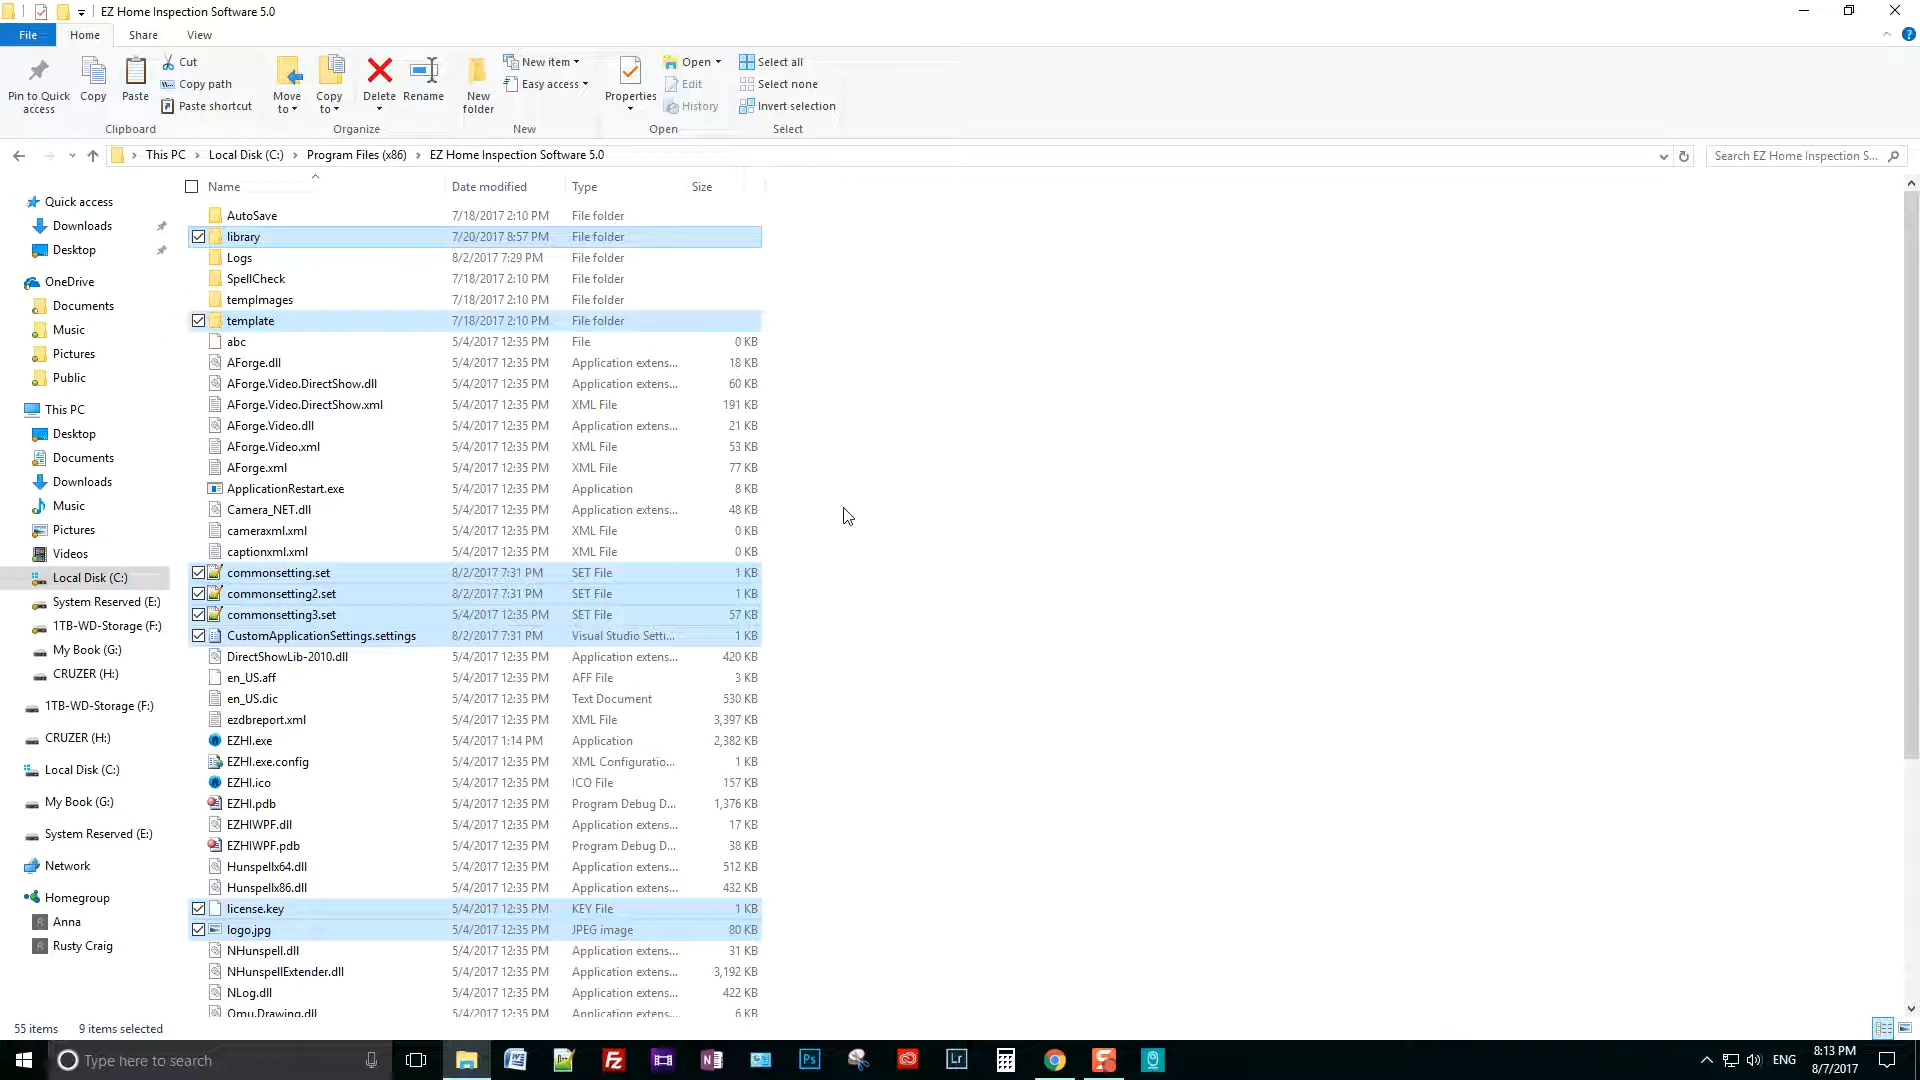 EZ Home Inspection Software 5.0
File Home Share View
Pin to Quick access
Copy
Paste
Cut
Copy path
Paste shortcut
Clipboard
Move to
Copy to
Delete
Rename
Organize
New folder
New item
Easy access
New
Properties
Open
Edit
History
Open
Select all
Select none
Invert selection
Select
This PC > Local Disk (C:) > Program Files (x86) > EZ Home Inspection Software 5.0
Search EZ Home Inspection S...
Quick access
Downloads
Desktop
OneDrive
Documents
Music
Pictures
Public
This PC
Desktop
Documents
Downloads
Music
Pictures
Videos
Local Disk (C:)
System Reserved (E:)
1TB-WD-Storage (F:)
My Book (G:)
CRUZER (H:)
1TB-WD-Storage (F:)
CRUZER (H:)
Local Disk (C:)
My Book (G:)
System Reserved (E:)
Network
Homegroup
Anna
Rusty Craig
Name Date modified Type Size
AutoSave 7/18/2017 2:10 PM File folder
library 7/20/2017 8:57 PM File folder
Logs 8/2/2017 7:29 PM File folder
SpellCheck 7/18/2017 2:10 PM File folder
tempImages 7/18/2017 2:10 PM File folder
template 7/18/2017 2:10 PM File folder
abc 5/4/2017 12:35 PM File 0 KB
AForge.dll 5/4/2017 12:35 PM Application extens... 18 KB
AForge.Video.DirectShow.dll 5/4/2017 12:35 PM Application extens... 60 KB
AForge.Video.DirectShow.xml 5/4/2017 12:35 PM XML File 191 KB
AForge.Video.dll 5/4/2017 12:35 PM Application extens... 21 KB
AForge.Video.xml 5/4/2017 12:35 PM XML File 53 KB
AForge.xml 5/4/2017 12:35 PM XML File 77 KB
ApplicationRestart.exe 5/4/2017 12:35 PM Application 8 KB
Camera_NET.dll 5/4/2017 12:35 PM Application extens... 48 KB
cameraxml.xml 5/4/2017 12:35 PM XML File 0 KB
captionxml.xml 5/4/2017 12:35 PM XML File 0 KB
commonsetting.set 8/2/2017 7:31 PM SET File 1 KB
commonsetting2.set 8/2/2017 7:31 PM SET File 1 KB
commonsetting3.set 5/4/2017 12:35 PM SET File 57 KB
CustomApplicationSettings.settings 8/2/2017 7:31 PM Visual Studio Setti... 1 KB
DirectShowLib-2010.dll 5/4/2017 12:35 PM Application extens... 420 KB
en_US.aff 5/4/2017 12:35 PM AFF File 3 KB
en_US.dic 5/4/2017 12:35 PM Text Document 530 KB
ezdbreport.xml 5/4/2017 12:35 PM XML File 3,397 KB
EZHI.exe 5/4/2017 1:14 PM Application 2,382 KB
EZHI.exe.config 5/4/2017 12:35 PM XML Configuratio... 1 KB
EZHI.ico 5/4/2017 12:35 PM ICO File 157 KB
EZHI.pdb 5/4/2017 12:35 PM Program Debug D... 1,376 KB
EZHIWPF.dll 5/4/2017 12:35 PM Application extens... 17 KB
EZHIWPF.pdb 5/4/2017 12:35 PM Program Debug D... 38 KB
Hunspellx64.dll 5/4/2017 12:35 PM Application extens... 512 KB
Hunspellx86.dll 5/4/2017 12:35 PM Application extens... 432 KB
license.key 5/4/2017 12:35 PM KEY File 1 KB
logo.jpg 5/4/2017 12:35 PM JPEG image 80 KB
NHunspell.dll 5/4/2017 12:35 PM Application extens... 31 KB
NHunspellExtender.dll 5/4/2017 12:35 PM Application extens... 3,192 KB
NLog.dll 5/4/2017 12:35 PM Application extens... 422 KB
Omu.Drawing.dll 5/4/2017 12:35 PM Application extens... 6 KB
55 items 9 items selected
Type here to search
Ps
Lr
ENG
8:13 PM
8/7/2017